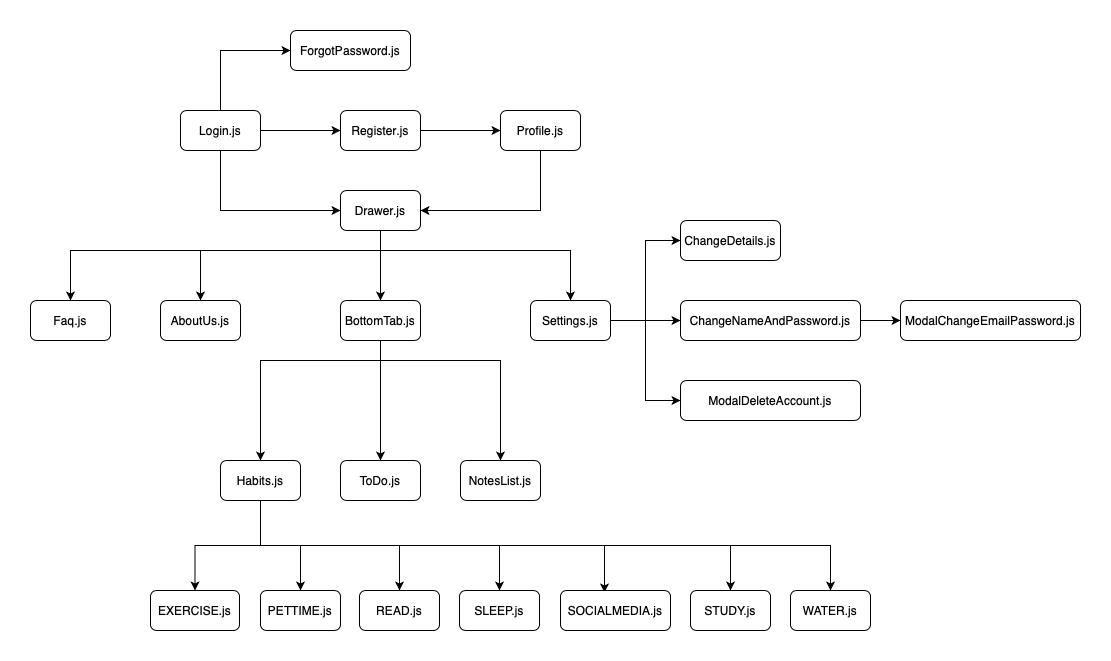 ForgotPassword.js
Login.js
Register.js
Profile.js
Drawer.js
ChangeDetails.js
Faq.js
AboutUs.js
BottomTab.js
Settings.js
ChangeNameAndPassword.js
ModalChangeEmailPassword.js
ModalDeleteAccount.js
Habits.js
ToDo.js
NotesList.js
EXERCISE.js
PETTIME.js
READ.js
SLEEP.js
SOCIALMEDIA.js
STUDY.js
WATER.js